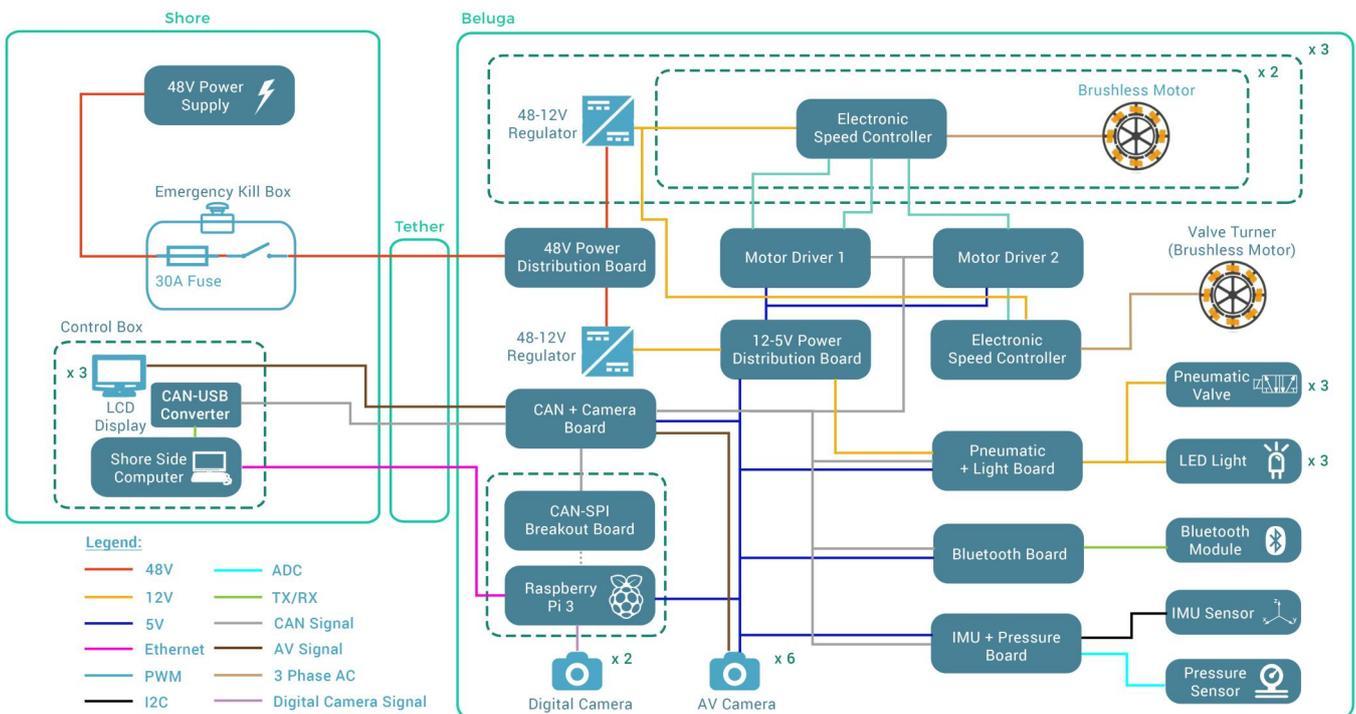 Shore
Beluga
x 3
x 2
48V Power
Supply
48-12V
Regulator
Electronic
Speed Controller
Brushless Motor
Emergency Kill Box
30A Fuse
Tether
48V Power
Distribution Board
Motor Driver 1
Motor Driver 2
Valve Turner
(Brushless Motor)
Control Box
x 3
LCD
Display
CAN-USB
Converter
Shore Side
Computer
48-12V
Regulator
12-5V Power
Distribution Board
Electronic
Speed Controller
CAN + Camera
Board
Pneumatic
Valve
x 3
Pneumatic
+ Light Board
LED Light
x 3
CAN-SPI
Breakout Board
Bluetooth Board
Bluetooth
Module
Raspberry
Pi 3
IMU + Pressure
Board
IMU Sensor
z
x
y
Pressure
Sensor
x 2
Digital Camera
x 6
AV Camera
Legend:
48V
12V
5V
Ethernet
PWM
I2C
ADC
TX/RX
CAN Signal
AV Signal
3 Phase AC
Digital Camera Signal